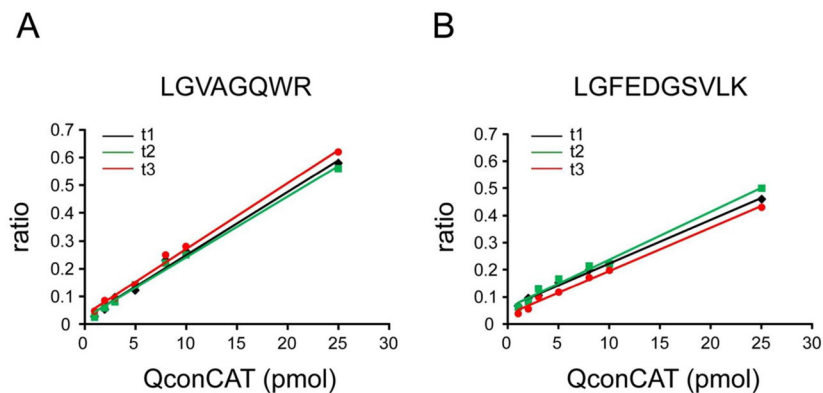 A
LGVAGQWR
t1
t2
t3
0.7
0.6
0.5
0.4
0.3
0.2
0.1
0
ratio
0 5 10 15 20 25 30
QconCAT (pmol)
B
LGFEDGSVLK
t1
t2
t3
0.7
0.6
0.5
0.4
0.3
0.2
0.1
0
ratio
0 5 10 15 20 25 30
QconCAT (pmol)